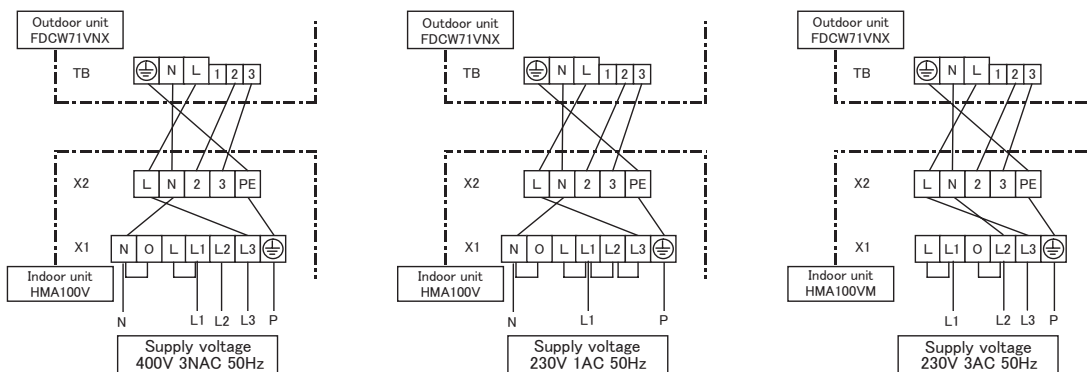 Outdoor unit
FDCW71VNX
TB
N L 1 2 3
X2
L N 2 3 PE
X1
N O L L1 L2 L3
Indoor unit
HMA100V
N L1 L2 L3 P
Supply voltage
400V 3NAC 50Hz
Outdoor unit
FDCW71VNX
TB
N L 1 2 3
X2
L N 2 3 PE
X1
N O L L1 L2 L3
Indoor unit
HMA100V
N L1 P
Supply voltage
230V 1AC 50Hz
Outdoor unit
FDCW71VNX
TB
N L 1 2 3
X2
L N 2 3 PE
X1
L L1 O L2 L3
Indoor unit
HMA100VM
L1 L2 L3 P
Supply voltage
230V 3AC 50Hz